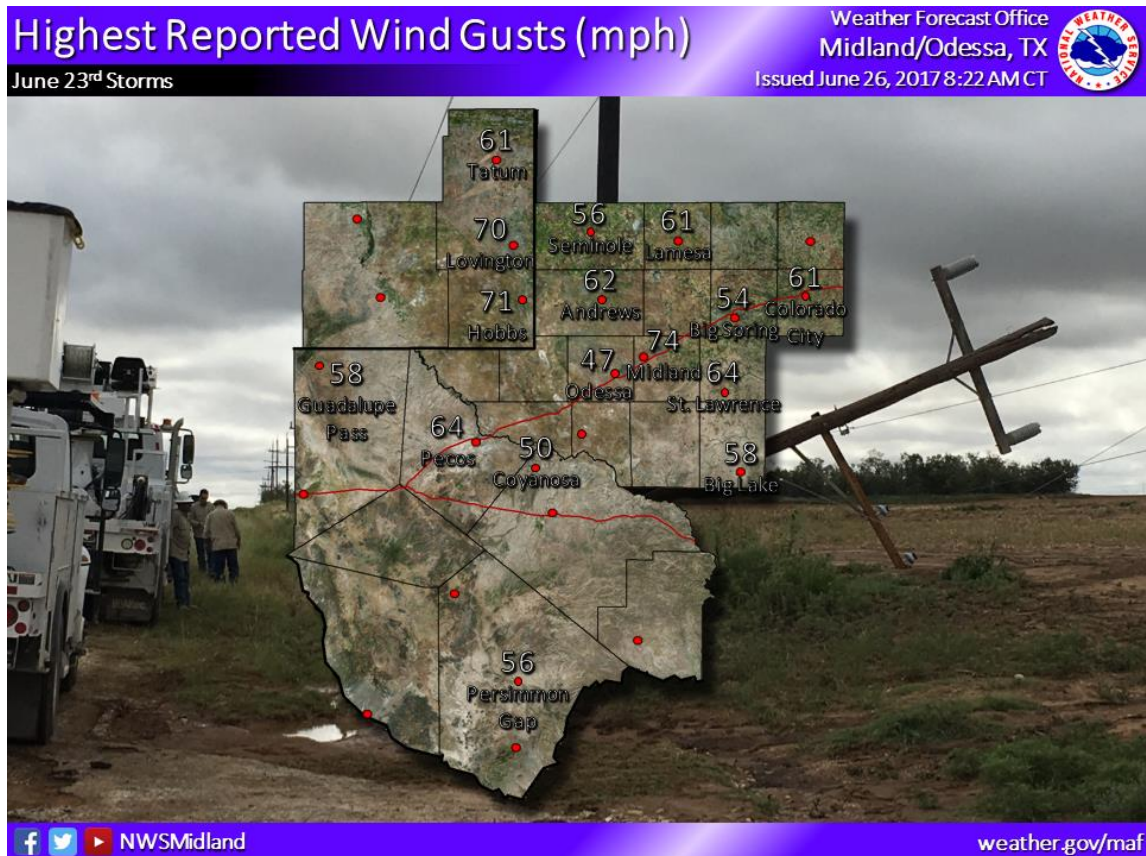 Highest Reported Wind Gusts (mph)
June 23rd Storms
Weather Forecast Office
Midland/Odessa, TX
Issued June 26, 2017 8:22 AM CT
NATIONAL WEATHER SERVICE
61
Tatum
70
Lovington
56
Seminole
61
Lamesa
71
Hobbs
62
Andrews
54
Big Spring
61
Colorado
City
58
Guadalupe
Pass
47
Odessa
74
Midland
64
St. Lawrence
64
Pecos
50
Coyanosa
58
Big Lake
56
Persimmon
Gap
NWSMidland
weather.gov/maf